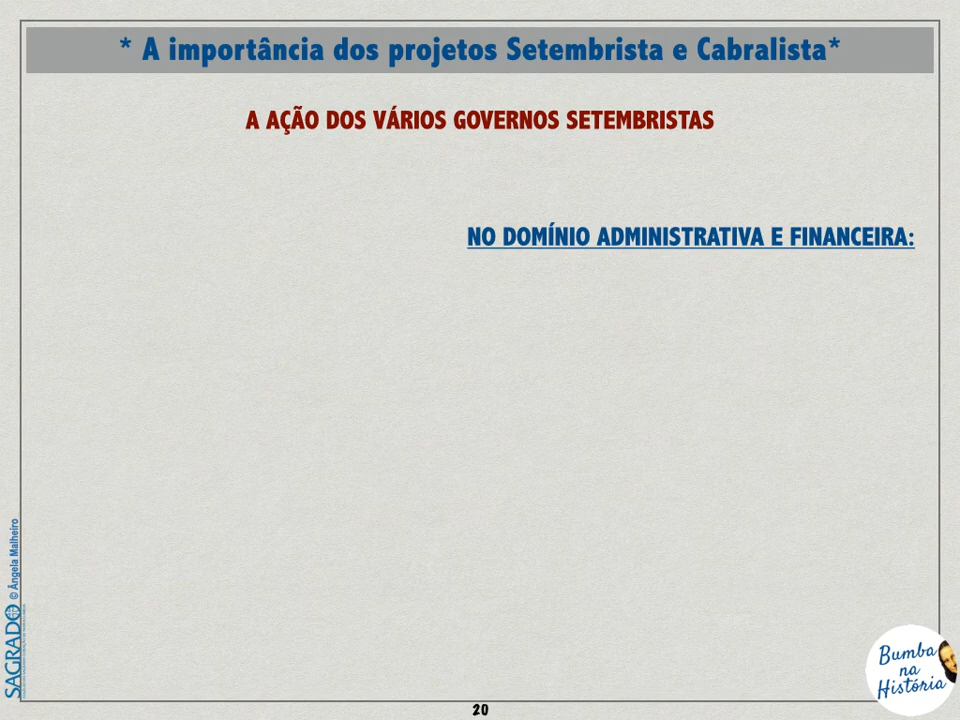 * A importância dos projetos Setembrista e Cabralista*
A AÇÃO DOS VÁRIOS GOVERNOS SETEMBRISTAS
NO DOMÍNIO ADMINISTRATIVA E FINANCEIRA:
© Ângela Malheiro
SAGRADO
Bumba
na
História
20